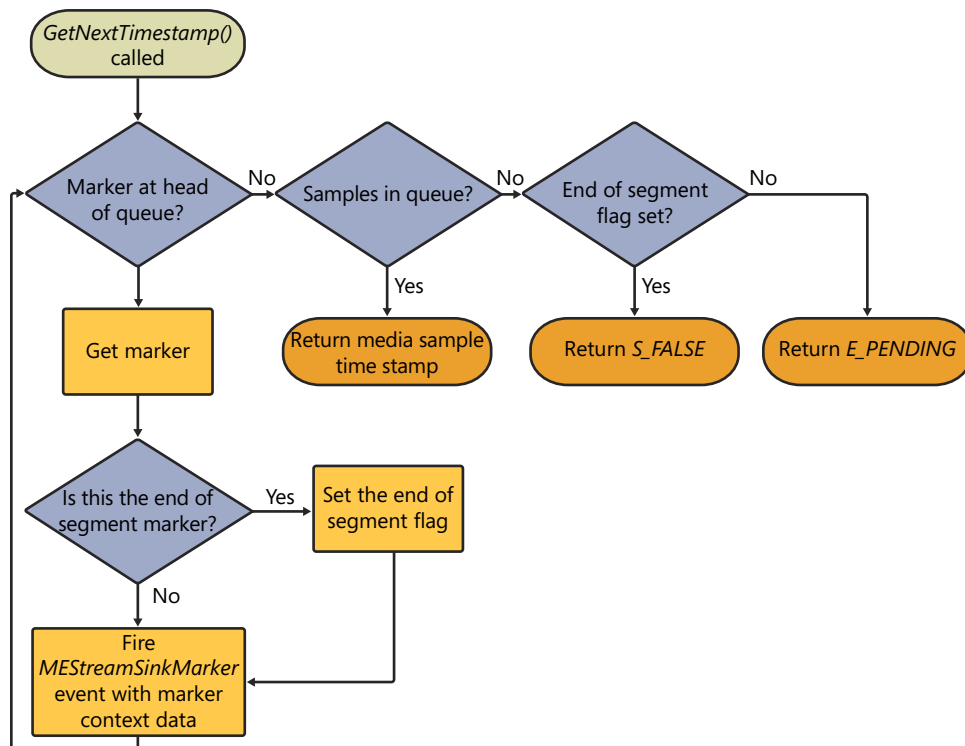 GetNextTimestamp()
called
Marker at head
of queue?
No
Samples in queue?
No
End of segment
flag set?
No
Yes
Yes
Get marker
Return media sample
time stamp
Return S_FALSE
Return E_PENDING
Is this the end of
segment marker?
Yes
Set the end of
segment flag
No
Fire
MEStreamSinkMarker
event with marker
context data